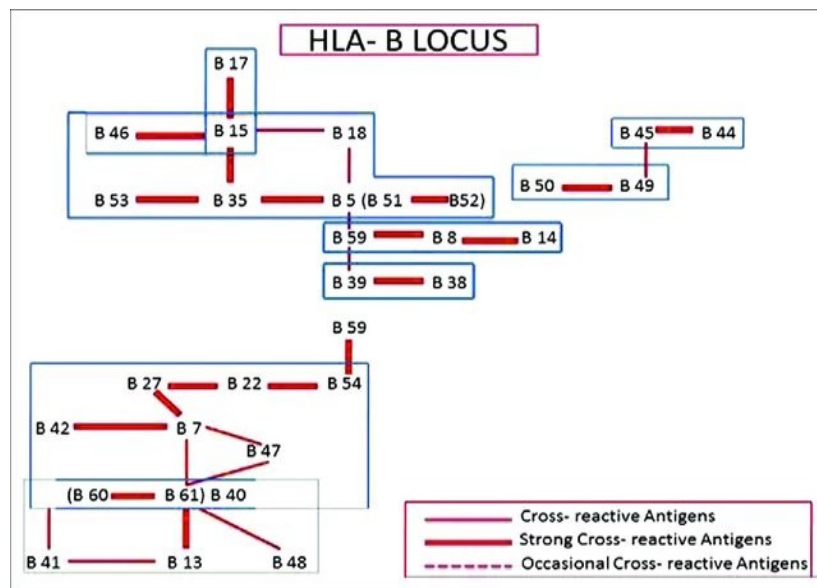 HLA- B LOCUS
B 17
B 46 B 15 B 18 B 45 B 44
B 53 B 35 B 5 (B 51 B52) B 50 B 49
B 59 B 8 B 14
B 39 B 38
B 59
B 27 B 22 B 54
B 42 B 7
B 47
(B 60 B 61) B 40
B 41 B 13 B 48
Cross- reactive Antigens
Strong Cross- reactive Antigens
Occasional Cross- reactive Antigens